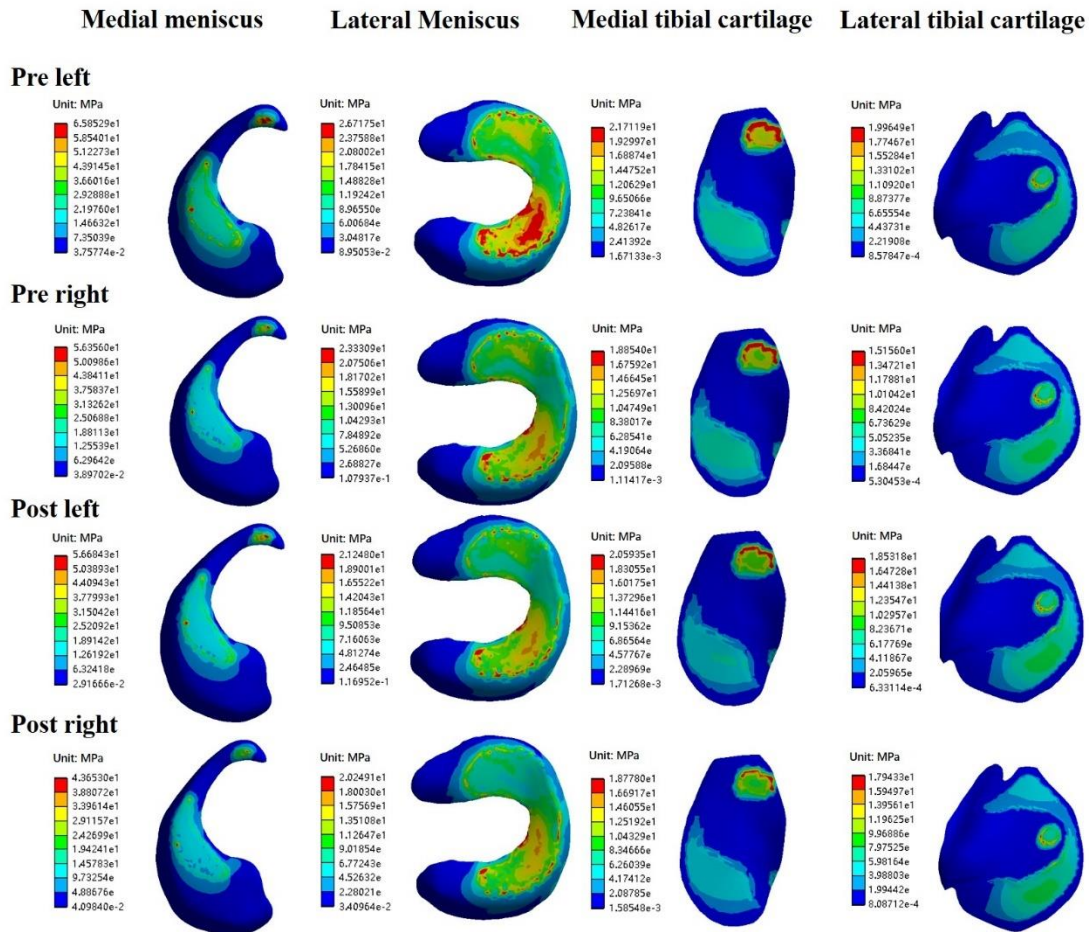 Medial meniscus Lateral Meniscus Medial tibial cartilage Lateral tibial cartilage
Pre left
Unit: MPa
6.58529e1
5.85401e1
5.12273e1
4.39145e1
3.66016e1
2.92888e1
2.19760e1
1.46632e1
7.35039e
3.75774e-2
Unit: MPa
2.67175e1
2.37588e1
2.08002e1
1.78415e1
1.48828e1
1.19242e1
8.96550e
6.00684e
3.04817e
8.95053e-2
Unit: MPa
2.17119e1
1.92997e1
1.68874e1
1.44752e1
1.20629e1
9.65066e
7.23841e
4.82617e
2.41392e
1.67133e-3
Unit: MPa
1.99649e1
1.77467e1
1.55284e1
1.33102e1
1.10920e1
8.87377e
6.65554e
4.43731e
2.21908e
8.57847e-4
Pre right
Unit: MPa
5.63560e1
5.00986e1
4.38411e1
3.75837e1
3.13262e1
2.50688e1
1.88113e1
1.25539e1
6.29642e
3.89702e-2
Unit: MPa
2.33309e1
2.07506e1
1.81702e1
1.55899e1
1.30096e1
1.04293e1
7.84892e
5.26860e
2.68827e
1.07937e-1
Unit: MPa
1.88540e1
1.67592e1
1.46645e1
1.25697e1
1.04749e1
8.38017e
6.28541e
4.19064e
2.09588e
1.11417e-3
Unit: MPa
1.51560e1
1.34721e1
1.17881e1
1.01042e1
8.42024e
6.73629e
5.05235e
3.36841e
1.68447e
5.30453e-4
Post left
Unit: MPa
5.66843e1
5.03893e1
4.40943e1
3.77993e1
3.15042e1
2.52092e1
1.89142e1
1.26192e1
6.32418e
2.91666e-2
Unit: MPa
2.12480e1
1.89001e1
1.65522e1
1.42043e1
1.18564e1
9.50853e
7.16063e
4.81274e
2.46485e
1.16952e-1
Unit: MPa
2.05935e1
1.83055e1
1.60175e1
1.37296e1
1.14416e1
9.15362e
6.86564e
4.57767e
2.28969e
1.71268e-3
Unit: MPa
1.85318e1
1.64728e1
1.44138e1
1.23547e1
1.02957e1
8.23671e
6.17769e
4.11867e
2.05965e
6.33114e-4
Post right
Unit: MPa
4.36530e1
3.88072e1
3.39614e1
2.91157e1
2.42699e1
1.94241e1
1.45783e1
9.73254e
4.88676e
4.09840e-2
Unit: MPa
2.02491e1
1.80030e1
1.57569e1
1.35108e1
1.12647e1
9.01854e
6.77243e
4.52632e
2.28021e
3.40964e-2
Unit: MPa
1.87780e1
1.66917e1
1.46055e1
1.25192e1
1.04329e1
8.34666e
6.26039e
4.17412e
2.08785e
1.58548e-3
Unit: MPa
1.79433e1
1.59497e1
1.39561e1
1.19625e1
9.96886e
7.97525e
5.98164e
3.98803e
1.99442e
8.08712e-4